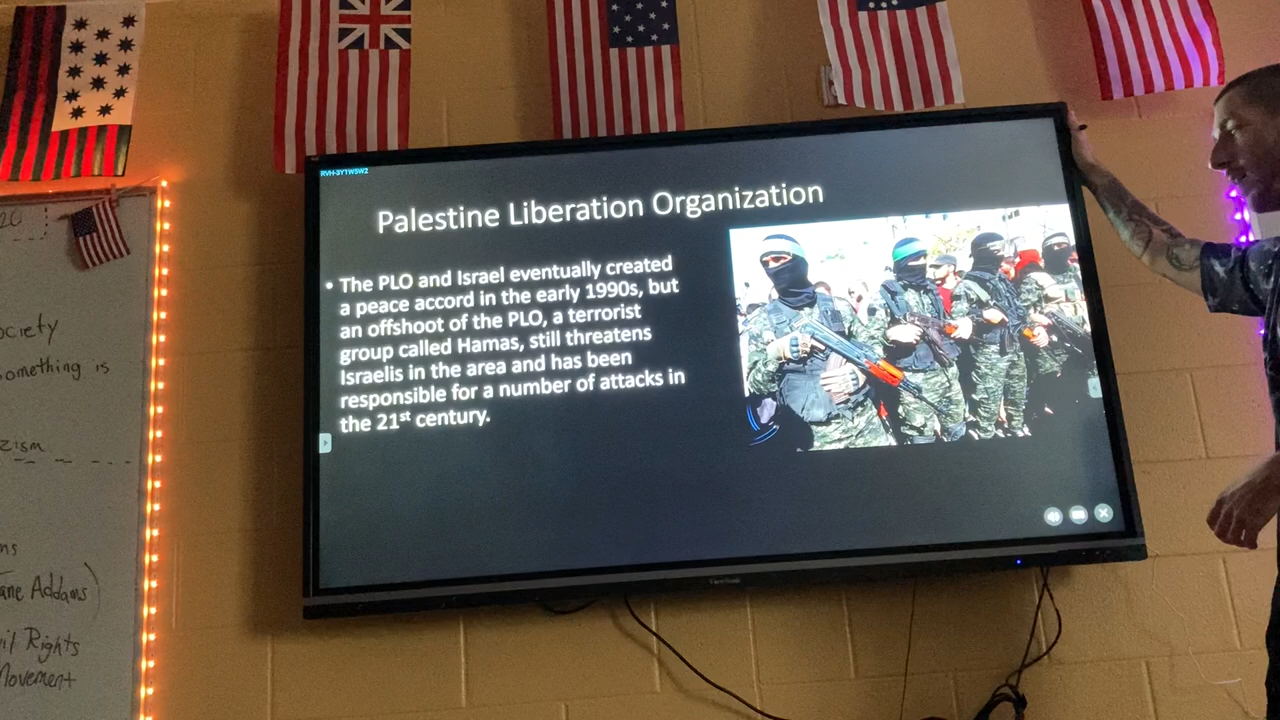 RVH-3Y1W5W2
Palestine Liberation Organization
• The PLO and Israel eventually created
a peace accord in the early 1990s, but
an offshoot of the PLO, a terrorist
group called Hamas, still threatens
Israelis in the area and has been
responsible for a number of attacks in
the 21st century.
ViewSonic
ociety
omething is
zism
ms
ane Addams)
il Rights
Movement